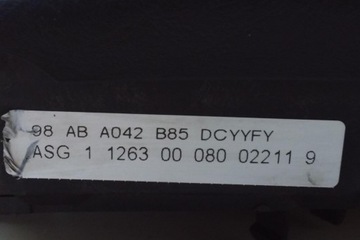 98 AB A042 B85 DCYYFY
ASG 1 1263 00 080 02211 9